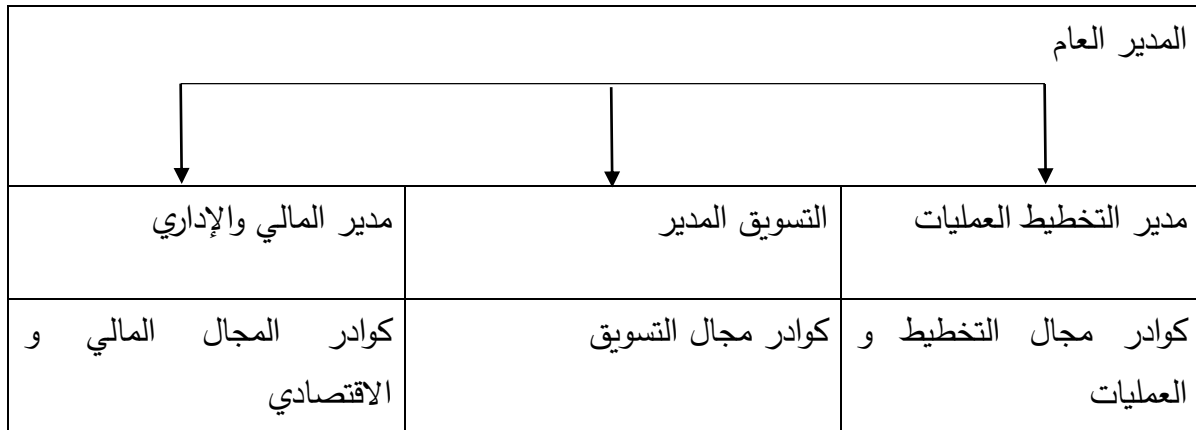 المدير العام
مدير التخطيط العمليات
التسويق المدير
مدير المالي والإداري
كوادر مجال التخطيط و
العمليات
كوادر مجال التسويق
كوادر المجال المالي و
الاقتصادي